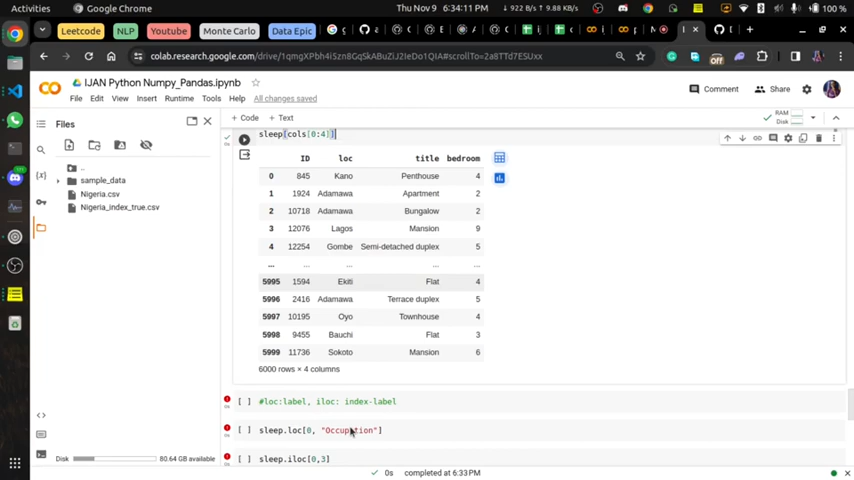 Activities
Google Chrome
Thu Nov 9 6:34:11 PM
↓ 922 B ↑ 9.88 KB
100 %
Leetcode
NLP
Youtube
Monte Carlo
Data Epic
colab.research.google.com/drive/1qmgXPbh4iSzn8GqSkABuZiJ2IeDo1QIA#scrollTo=2a8TTd7ESUxx
Off
IJAN Python Numpy_Pandas.ipynb
File Edit View Insert Runtime Tools Help All changes saved
Comment
Share
Files
+ Code + Text
RAM
Disk
..
sample_data
Nigeria.csv
Nigeria_index_true.csv
sleep[cols[0:4]]
ID loc title bedroom
0 845 Kano Penthouse 4
1 1924 Adamawa Apartment 2
2 10718 Adamawa Bungalow 2
3 12076 Lagos Mansion 9
4 12254 Gombe Semi-detached duplex 5
... ... ... ... ...
5995 1594 Ekiti Flat 4
5996 2416 Adamawa Terrace duplex 5
5997 10195 Oyo Townhouse 4
5998 9455 Bauchi Flat 3
5999 11736 Sokoto Mansion 6
6000 rows × 4 columns
[ ] #loc:label, iloc: index-label
[ ] sleep.loc[0, "Occupation"]
[ ] sleep.iloc[0,3]
Disk
80.64 GB available
0s completed at 6:33 PM